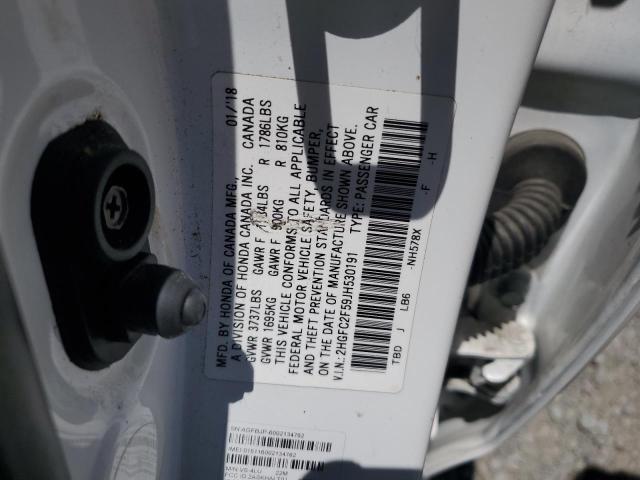 MFD. BY HONDA OF CANADA MFG., 01/'18
A DIVISION OF HONDA CANADA INC. CANADA
GVWR 3737LBS GAWR F LBS R 1786LBS
GVWR 1695KG GAWR F 900KG R 810KG
THIS VEHICLE CONFORMS TO ALL APPLICABLE
FEDERAL MOTOR VEHICLE SAFETY, BUMPER,
AND THEFT PREVENTION STANDARDS IN EFFECT
ON THE DATE OF MANUFACTURE SHOWN ABOVE.
V.I.N.: 2HGFC2F59JH530191 TYPE: PASSENGER CAR
TBD J LB6 -NH578X -F -H
6002134762